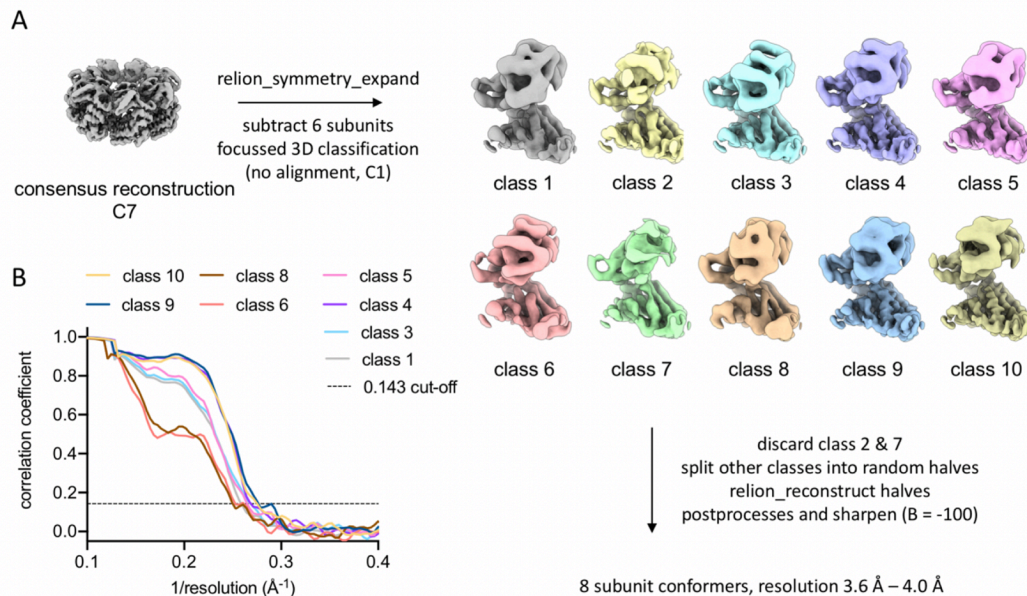 A
relion_symmetry_expand
subtract 6 subunits
focussed 3D classification
(no alignment, C1)
consensus reconstruction
C7
class 1
class 2
class 3
class 4
class 5
class 6
class 7
class 8
class 9
class 10
discard class 2 & 7
split other classes into random halves
relion_reconstruct halves
postprocesses and sharpen (B = -100)
8 subunit conformers, resolution 3.6 Å – 4.0 Å
B
class 10
class 8
class 5
class 9
class 6
class 4
class 3
class 1
0.143 cut-off
correlation coefficient
1.0
0.8
0.6
0.4
0.2
0.0
0.1
0.2
0.3
0.4
1/resolution (Å⁻¹)